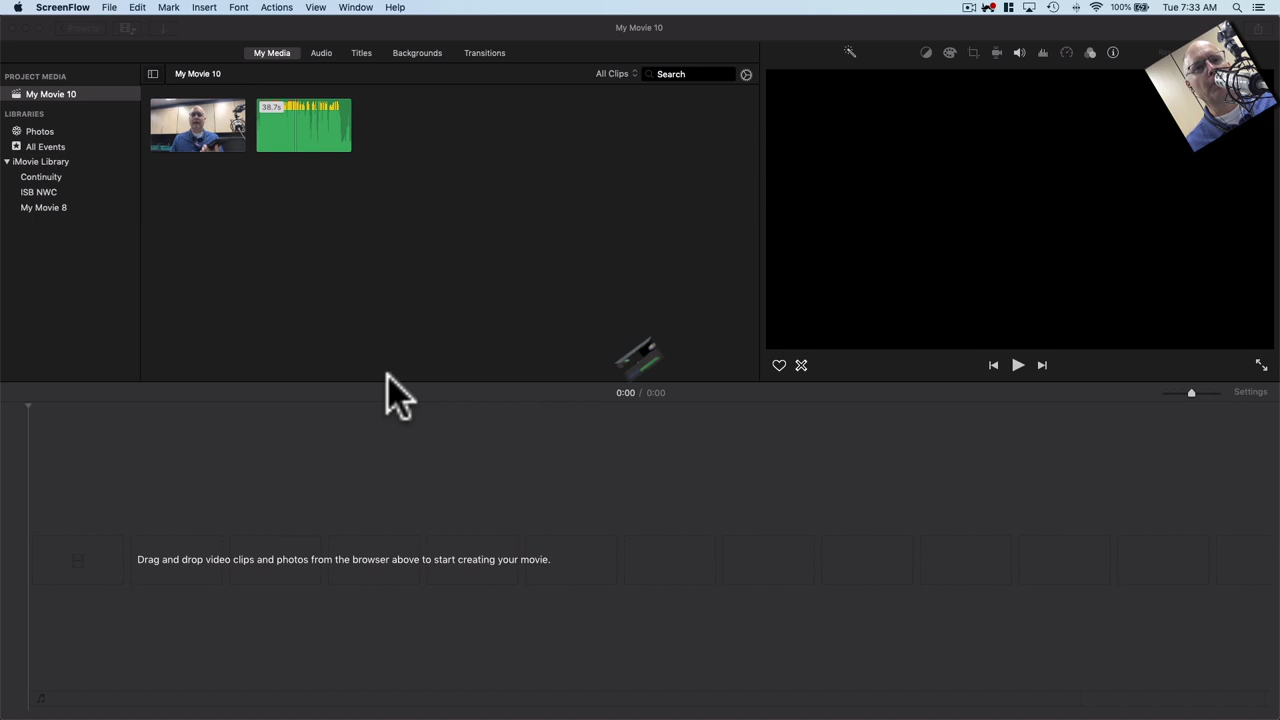 ScreenFlow File Edit Mark Insert Font Actions View Window Help 100% Tue 7:33 AM
My Movie 10
My Media Audio Titles Backgrounds Transitions
PROJECT MEDIA
My Movie 10 All Clips Search
My Movie 10
38.7s
LIBRARIES
Photos
All Events
iMovie Library
Continuity
ISB NWC
My Movie 8
0:00 / 0:00
Settings
Drag and drop video clips and photos from the browser above to start creating your movie.